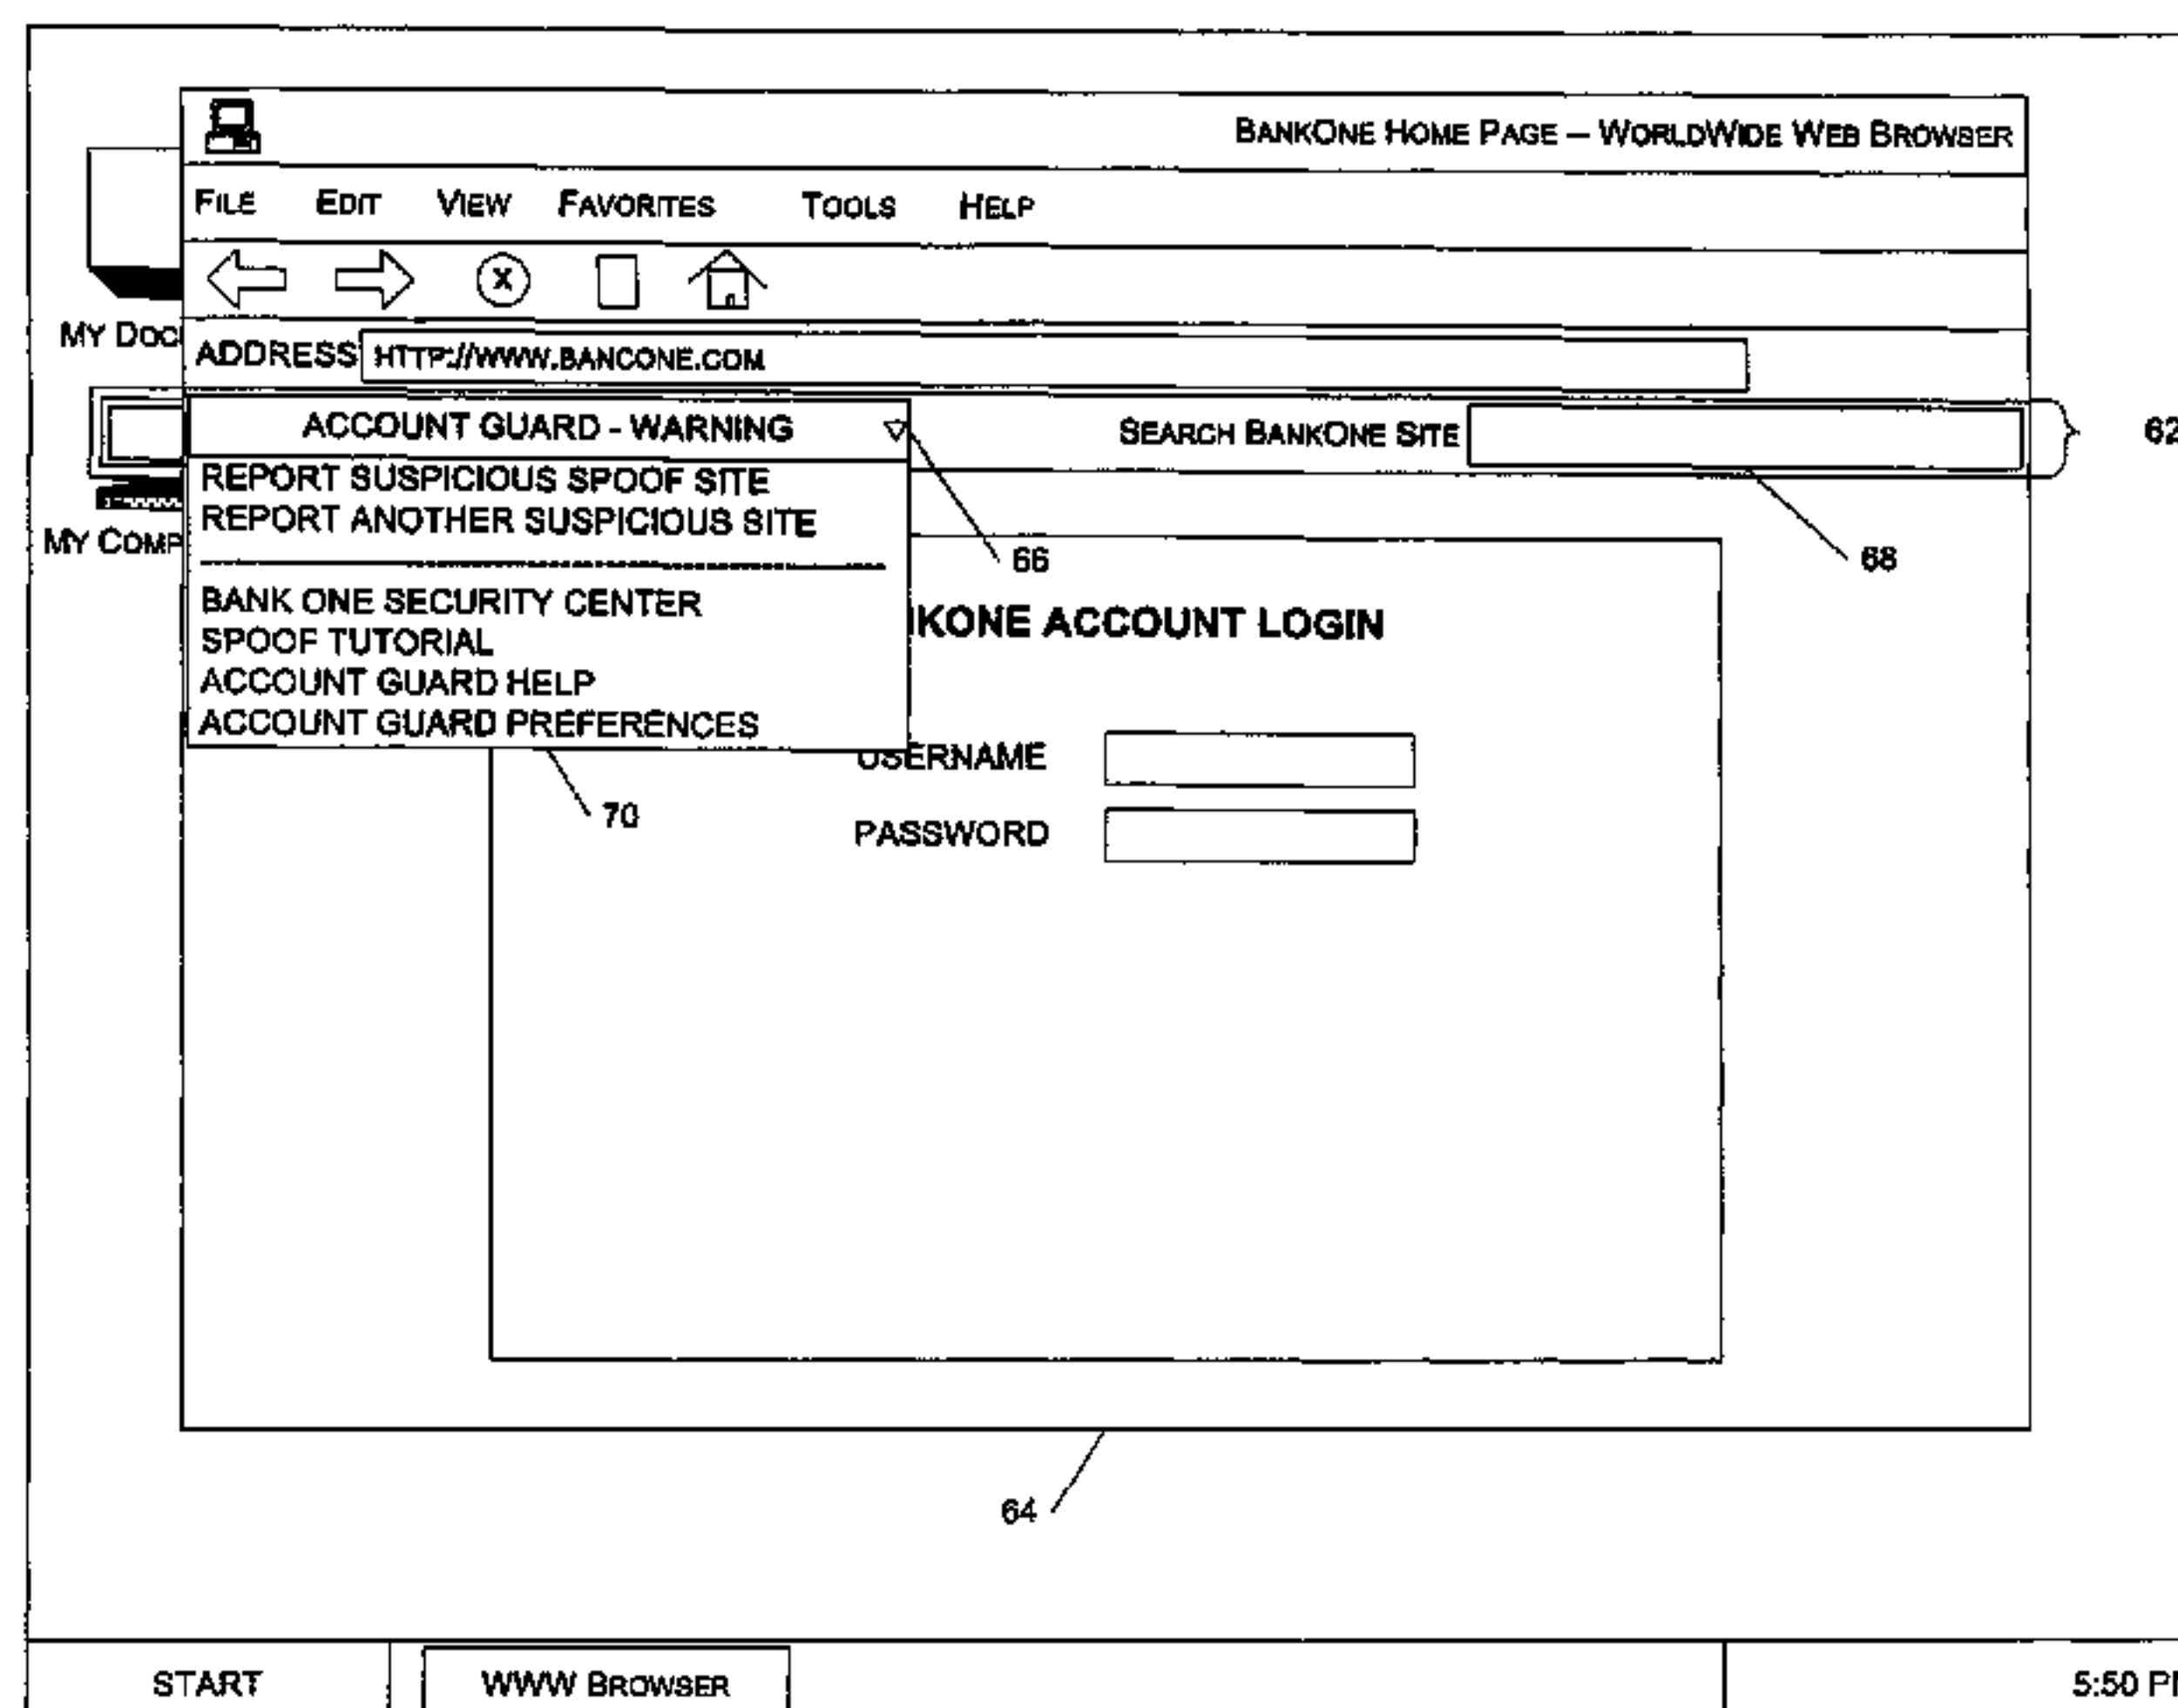 BANKONE HOME PAGE – WORLDWIDE WEB BROWSER
FILE EDIT VIEW FAVORITES TOOLS HELP
X
MY DOC
ADDRESS HTTP://WWW.BANCONE.COM
ACCOUNT GUARD - WARNING SEARCH BANKONE SITE 62
REPORT SUSPICIOUS SPOOF SITE
REPORT ANOTHER SUSPICIOUS SITE
MY COMP
66 68
BANK ONE SECURITY CENTER
KONE ACCOUNT LOGIN
SPOOF TUTORIAL
ACCOUNT GUARD HELP
ACCOUNT GUARD PREFERENCES
USERNAME
70
PASSWORD
64
START WWW BROWSER 5:50 P